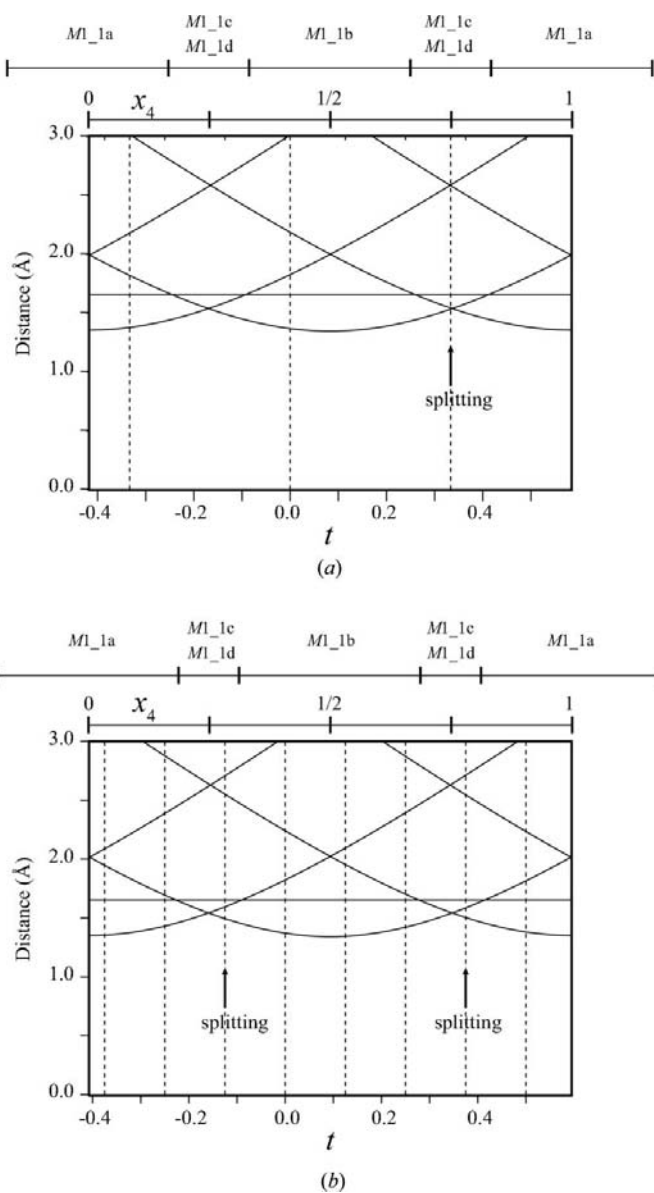 M1_1a
M1_1c
M1_1d
M1_1b
M1_1c
M1_1d
M1_1a
0 x4 1/2 1
3.0
2.0
1.0
0.0
Distance (Å)
splitting
-0.4 -0.2 0.0 0.2 0.4
t
(a)
M1_1a
M1_1c
M1_1d
M1_1b
M1_1c
M1_1d
M1_1a
0 x4 1/2 1
3.0
2.0
1.0
0.0
Distance (Å)
splitting splitting
-0.4 -0.2 0.0 0.2 0.4
t
(b)